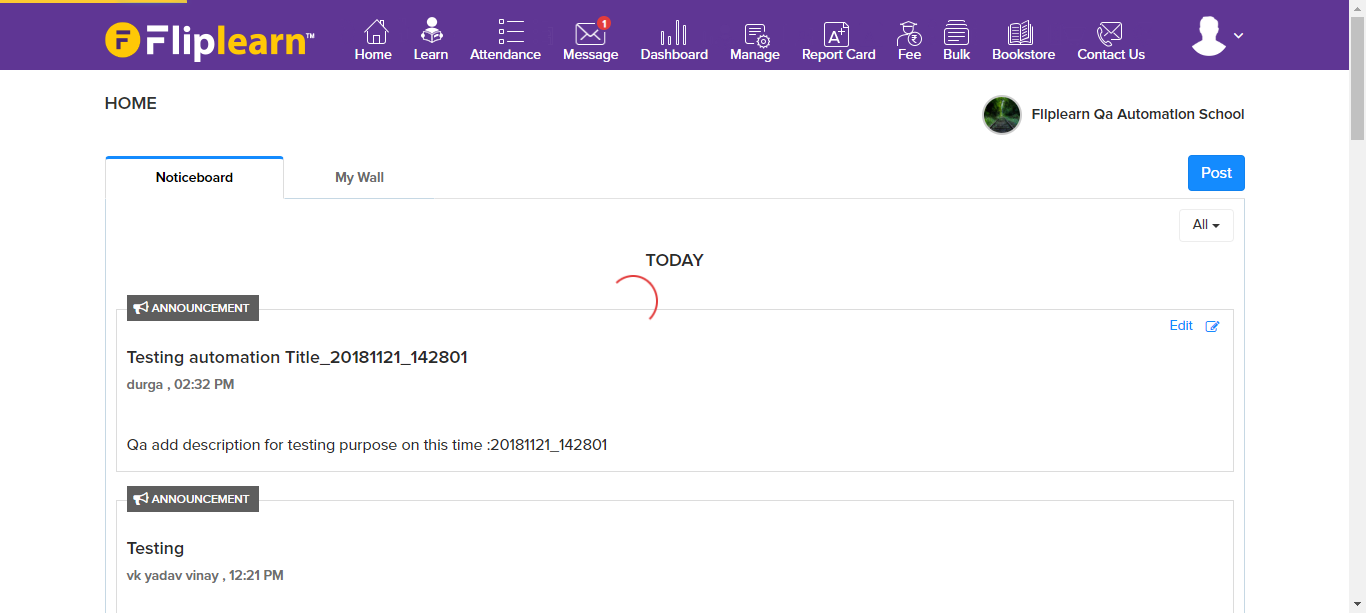 Fliplearn™
1
Home Learn Attendance Message Dashboard Manage Report Card Fee Bulk Bookstore Contact Us
HOME
Fliplearn Qa Automation School
Noticeboard My Wall Post
All
TODAY
ANNOUNCEMENT
Edit
Testing automation Title_20181121_142801
durga , 02:32 PM
Qa add description for testing purpose on this time :20181121_142801
ANNOUNCEMENT
Testing
vk yadav vinay , 12:21 PM